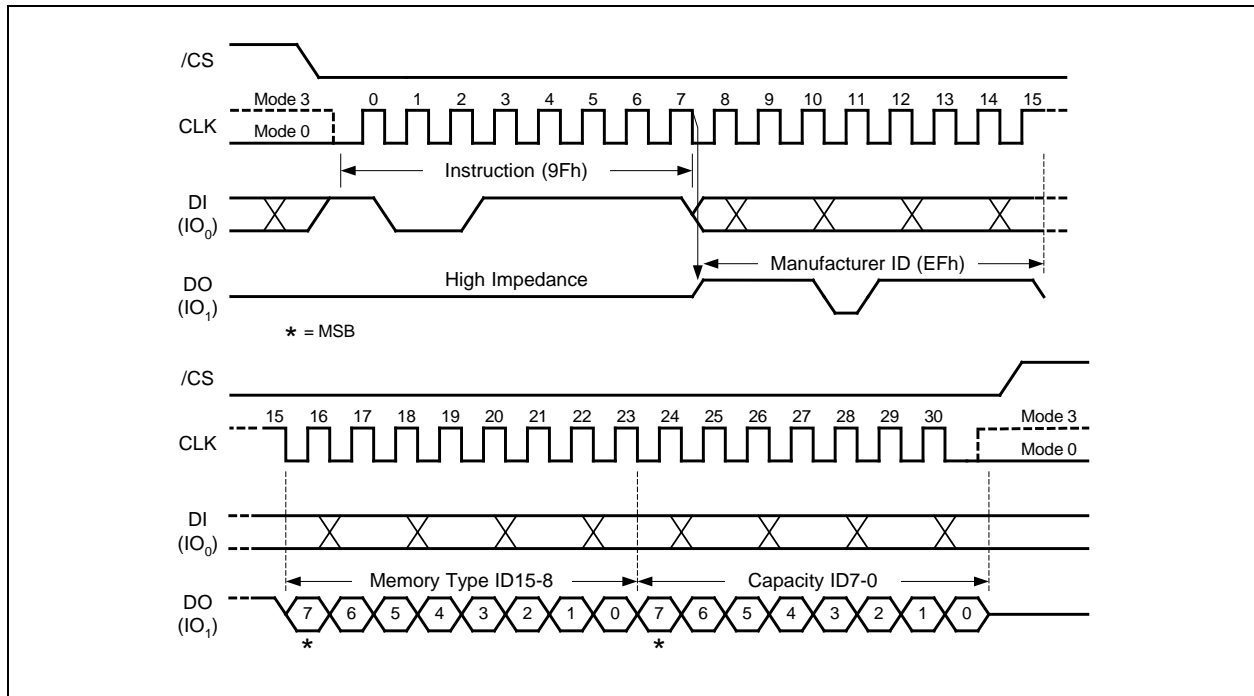 /CS
Mode 3 0 1 2 3 4 5 6 7 8 9 10 11 12 13 14 15
CLK
Mode 0
Instruction (9Fh)
DI
(IO0)
Manufacturer ID (EFh)
DO
(IO1)
High Impedance
* = MSB
/CS
15 16 17 18 19 20 21 22 23 24 25 26 27 28 29 30 Mode 3
CLK
Mode 0
DI
(IO0)
Memory Type ID15-8 Capacity ID7-0
DO
(IO1)
7 6 5 4 3 2 1 0 7 6 5 4 3 2 1 0
* *